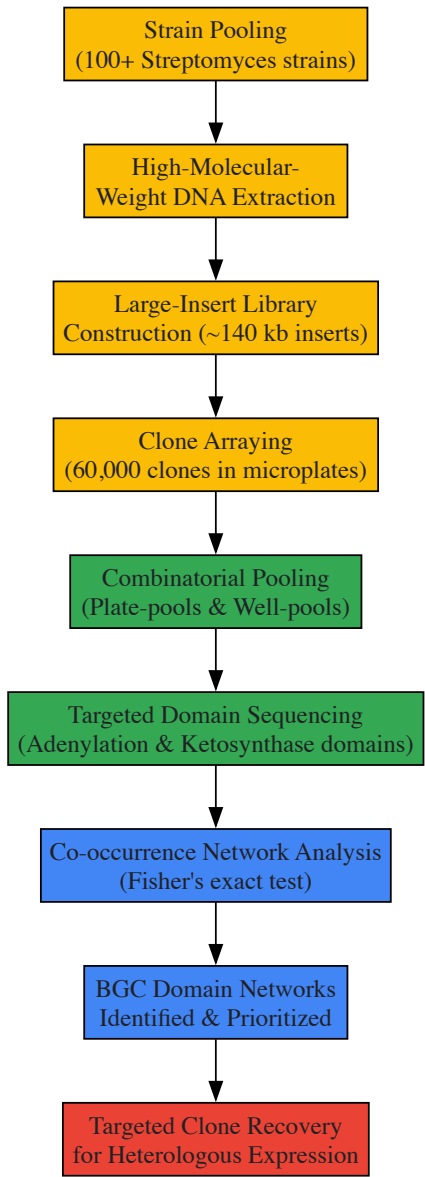 Strain Pooling
(100+ Streptomyces strains)
High-Molecular-
Weight DNA Extraction
Large-Insert Library
Construction (~140 kb inserts)
Clone Arraying
(60,000 clones in microplates)
Combinatorial Pooling
(Plate-pools & Well-pools)
Targeted Domain Sequencing
(Adenylation & Ketosynthase domains)
Co-occurrence Network Analysis
(Fisher's exact test)
BGC Domain Networks
Identified & Prioritized
Targeted Clone Recovery
for Heterologous Expression